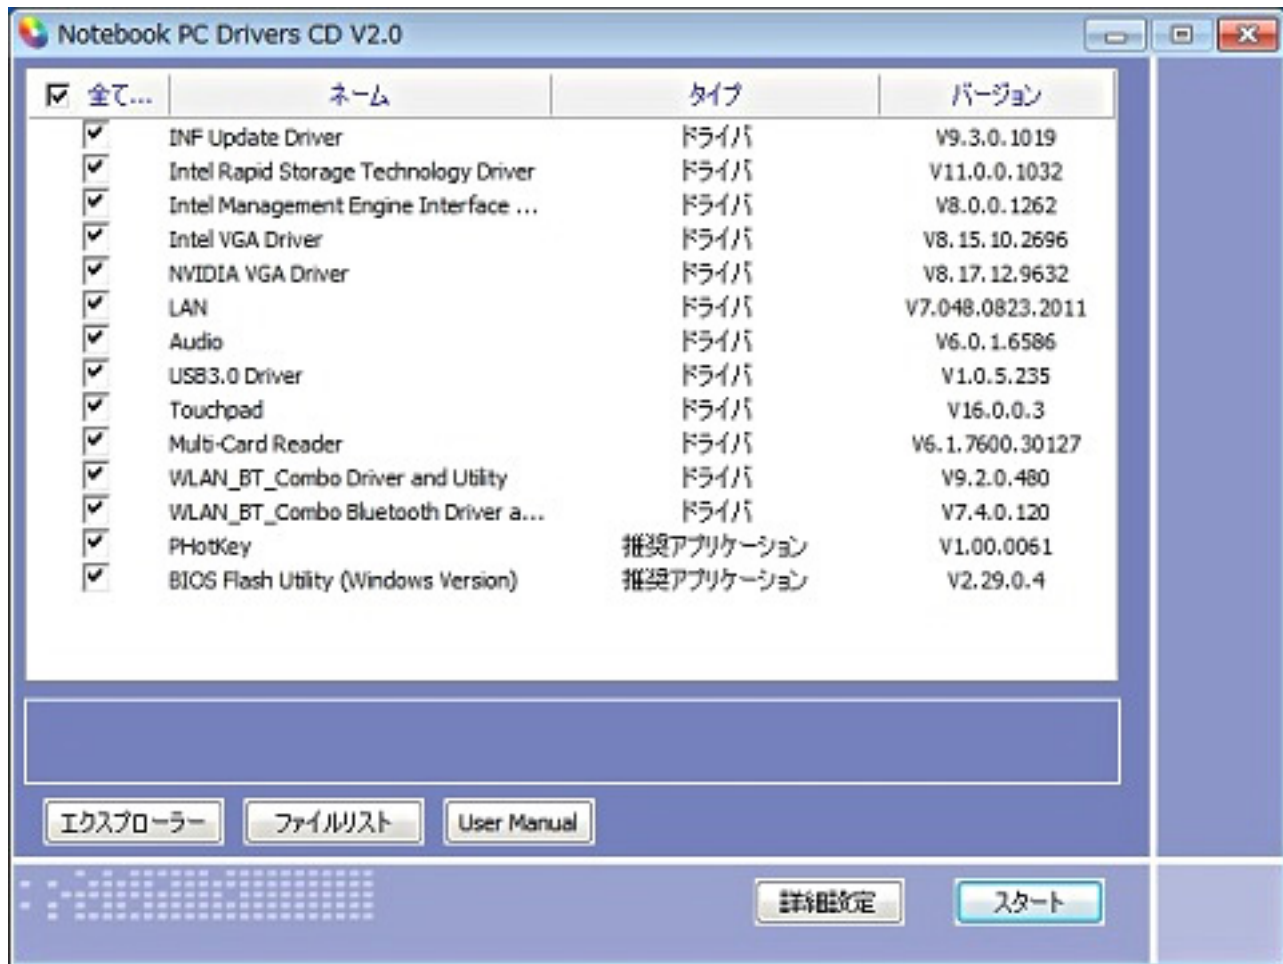 Notebook PC Drivers CD V2.0
全て... ネーム タイプ バージョン
INF Update Driver ドライバ V9.3.0.1019
Intel Rapid Storage Technology Driver ドライバ V11.0.0.1032
Intel Management Engine Interface ... ドライバ V8.0.0.1262
Intel VGA Driver ドライバ V8.15.10.2696
NVIDIA VGA Driver ドライバ V8.17.12.9632
LAN ドライバ V7.048.0823.2011
Audio ドライバ V6.0.1.6586
USB3.0 Driver ドライバ V1.0.5.235
Touchpad ドライバ V16.0.0.3
Multi-Card Reader ドライバ V6.1.7600.30127
WLAN_BT_Combo Driver and Utility ドライバ V9.2.0.480
WLAN_BT_Combo Bluetooth Driver a... ドライバ V7.4.0.120
PHotKey 推奨アプリケーション V1.00.0061
BIOS Flash Utility (Windows Version) 推奨アプリケーション V2.29.0.4
エクスプローラー ファイルリスト User Manual
詳細設定 スタート